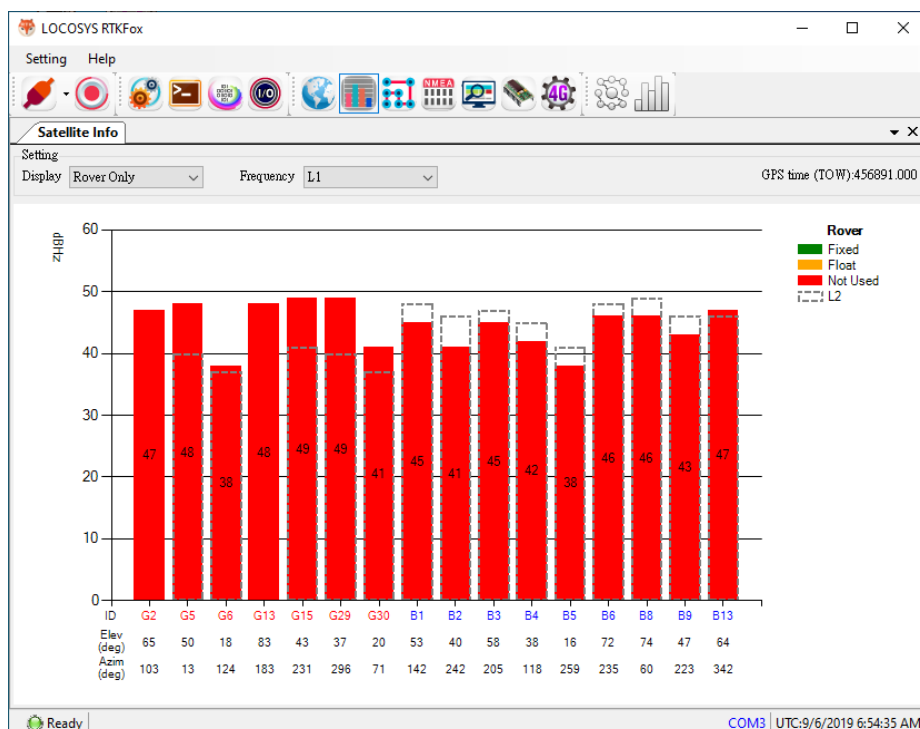 LOCOSYS RTKFox
Setting Help
NMEA
4G
I/O
Satellite Info
Setting
Display Rover Only Frequency L1 GPS time (TOW):456891.000
dBHz
60
50
40
30
20
10
0
47 48 38 48 49 49 41 45 41 45 42 38 46 46 43 47
Rover
Fixed
Float
Not Used
L2
ID G2 G5 G6 G13 G15 G29 G30 B1 B2 B3 B4 B5 B6 B8 B9 B13
Elev (deg) 65 50 18 83 43 37 20 53 40 58 38 16 72 74 47 64
Azim (deg) 103 13 124 183 231 296 71 142 242 205 118 259 235 60 223 342
Ready COM3 UTC:9/6/2019 6:54:35 AM